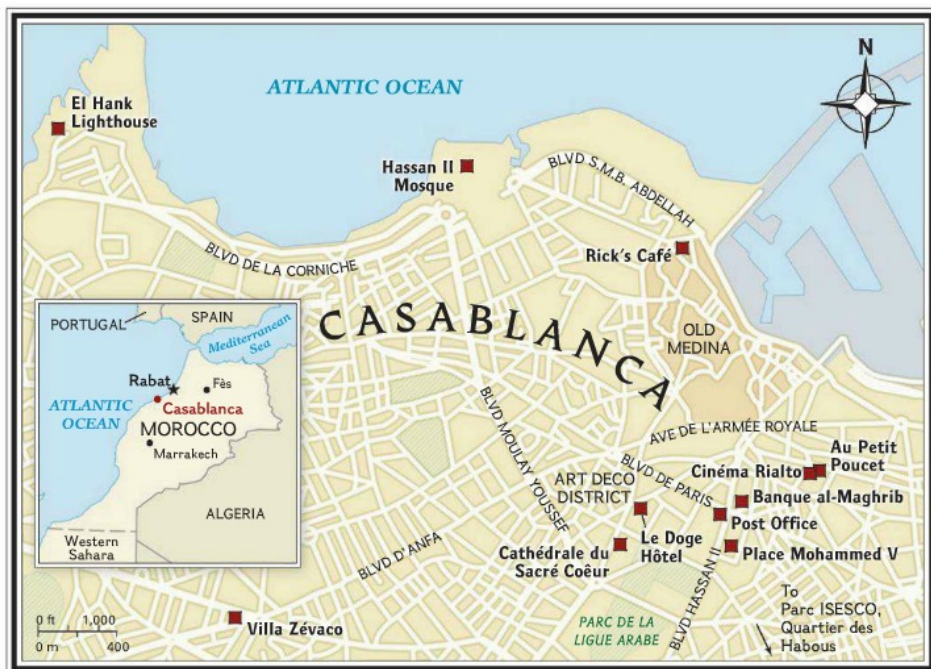 N
ATLANTIC OCEAN
El Hank
Lighthouse
Hassan II
Mosque
BLVD S.M.B. ABDELLAH
BLVD DE LA CORNICHE
Rick's Café
CASABLANCA
OLD
MEDINA
PORTUGAL
SPAIN
Mediterranean
Sea
Rabat
Fès
ATLANTIC
OCEAN
Casablanca
MOROCCO
Marrakech
ALGERIA
Western
Sahara
BLVD MOULAY YOUSSEF
AVE DE L'ARMÉE ROYALE
BLVD DE PARIS
Au Petit
Poucet
Cinéma Rialto
ART DECO
DISTRICT
Banque al-Maghrib
Post Office
Le Doge
Hôtel
Place Mohammed V
Cathédrale du
Sacré Coêur
BLVD D'ANFA
BLVD HASSAN II
To
Parc ISESCO,
Quartier des
Habous
PARC DE LA
LIGUE ARABE
Villa Zévaco
0 ft 1,000
0 m 400